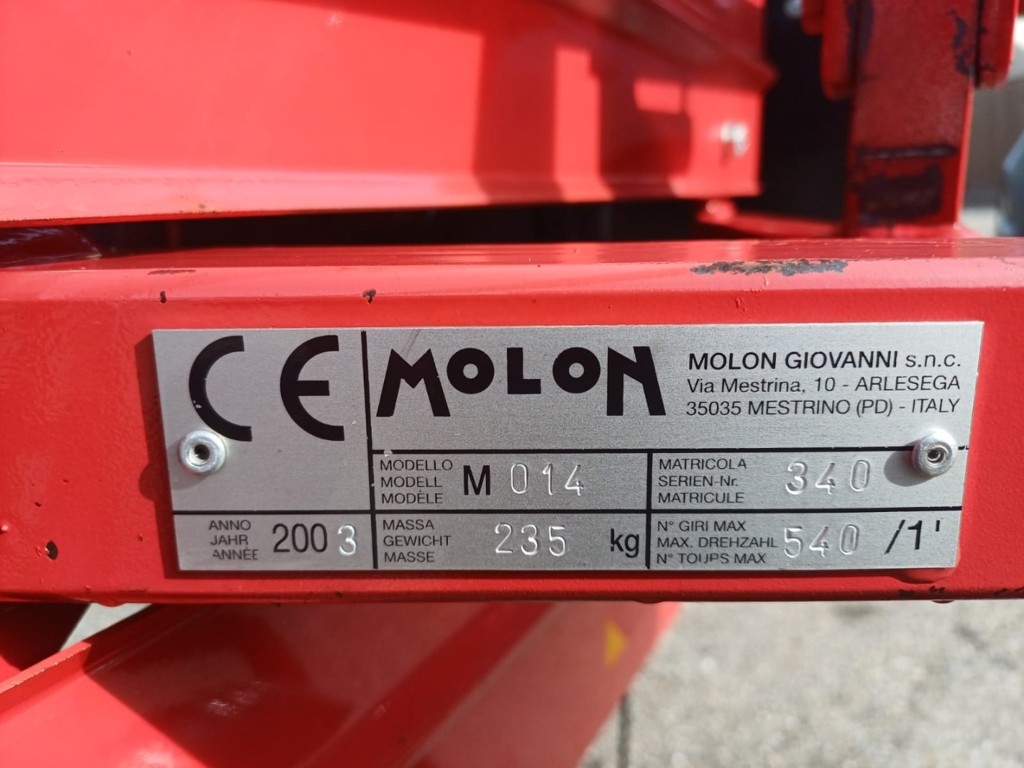 CE
MOLON
MOLON GIOVANNI s.n.c.
Via Mestrina, 10 - ARLESEGA
35035 MESTRINO (PD) - ITALY
MODELLO
MODELL
MODÈLE
M 014
MATRICOLA
SERIEN-Nr.
MATRICULE
340
ANNO
JAHR
ANNÉE
2003
MASSA
GEWICHT
MASSE
235 kg
N° GIRI MAX
MAX. DREHZAHL
N° TOUPS MAX
540 /1'